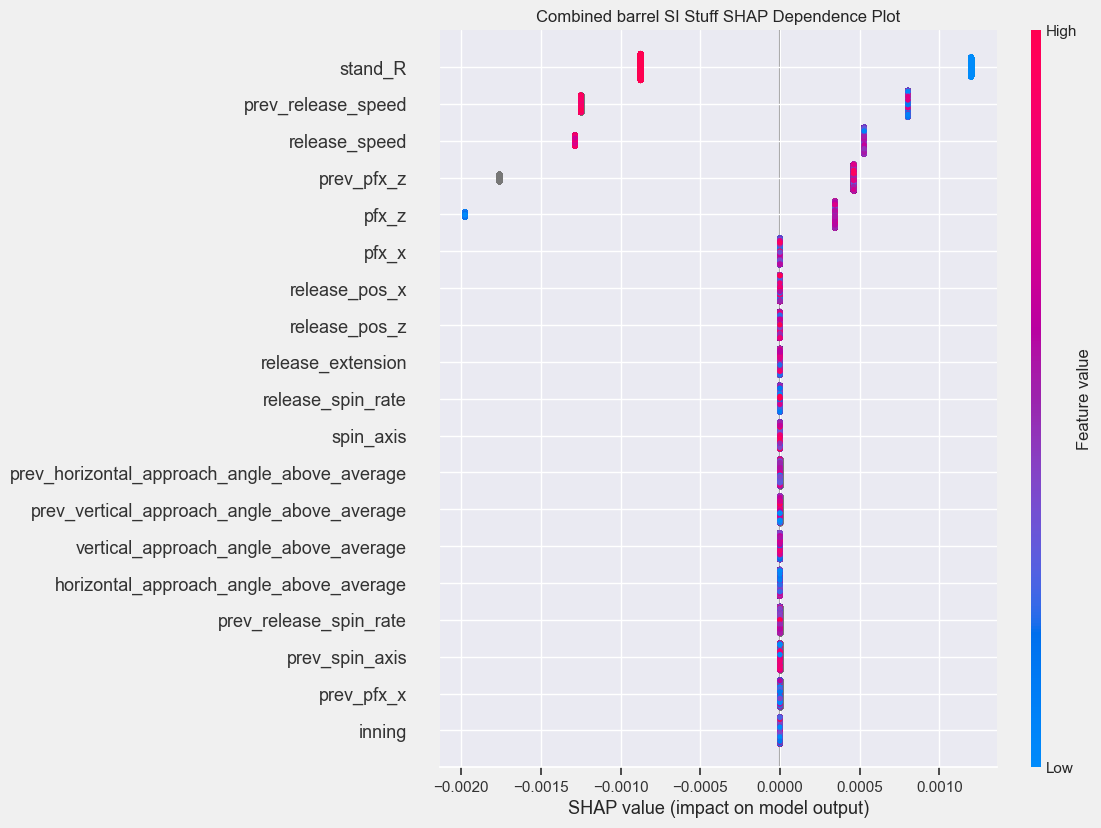 Combined barrel SI Stuff SHAP Dependence Plot
High
stand_R
prev_release_speed
release_speed
prev_pfx_z
pfx_z
pfx_x
release_pos_x
release_pos_z
release_extension
release_spin_rate
spin_axis
prev_horizontal_approach_angle_above_average
prev_vertical_approach_angle_above_average
vertical_approach_angle_above_average
horizontal_approach_angle_above_average
prev_release_spin_rate
prev_spin_axis
prev_pfx_x
inning
Feature value
Low
−0.0020 −0.0015 −0.0010 −0.0005 0.0000 0.0005 0.0010
SHAP value (impact on model output)